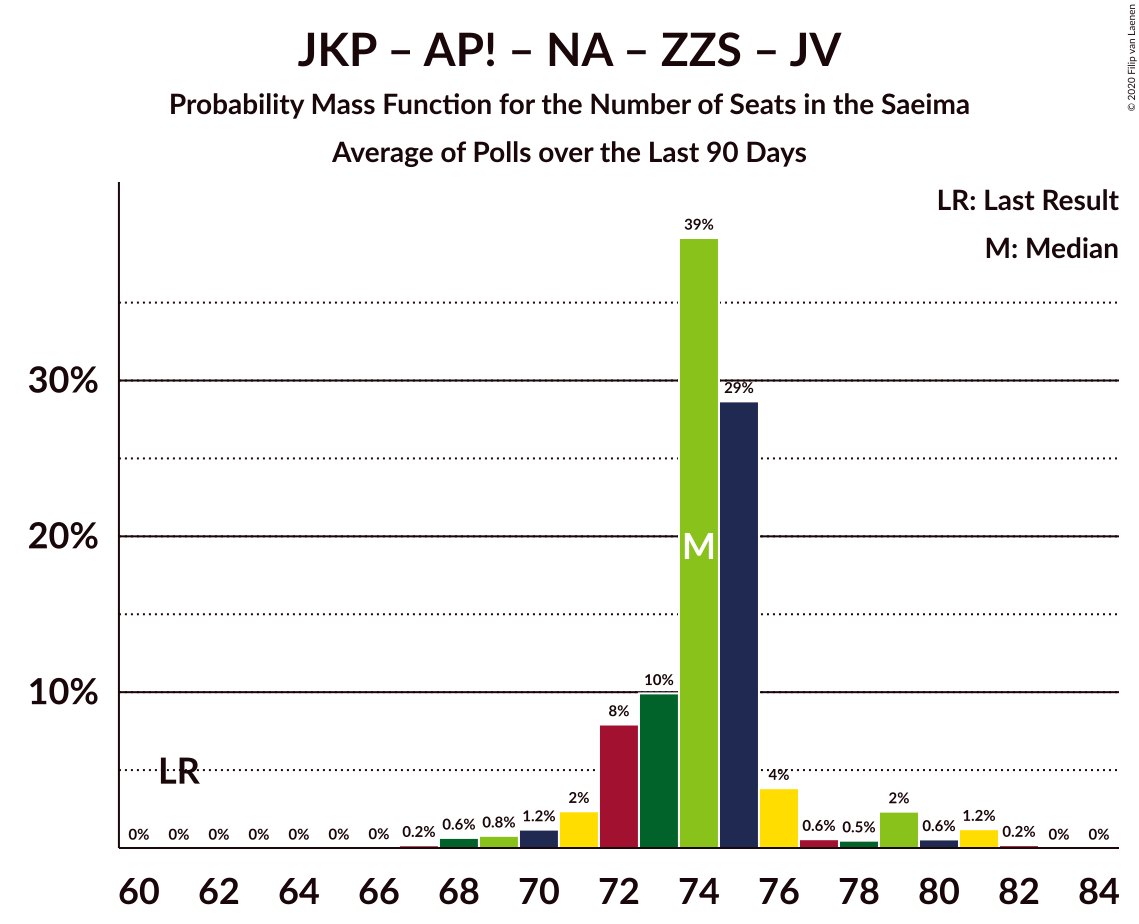 JKP – AP! – NA – ZZS – JV
Probability Mass Function for the Number of Seats in the Saeima
Average of Polls over the Last 90 Days
© 2020 Filip van Laenen
LR: Last Result
M: Median
39%
30%
29%
20%
M
10%
10%
8%
LR
4%
0% 0% 0% 0% 0% 0% 0% 0.2% 0.6% 0.8% 1.2% 2% 0.6% 0.5% 2% 0.6% 1.2% 0.2% 0% 0%
60 62 64 66 68 70 72 74 76 78 80 82 84